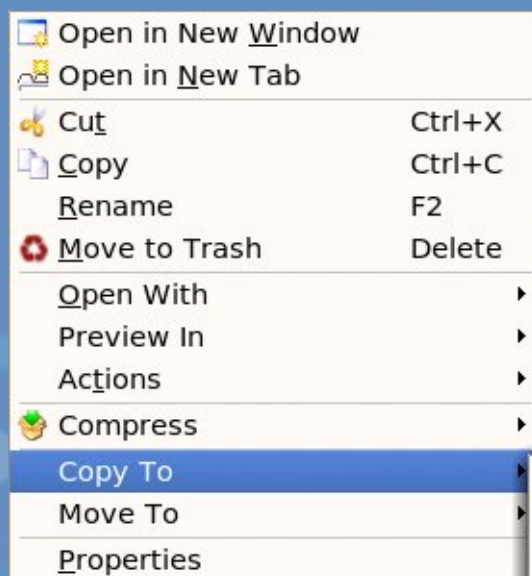 Open in New Window
Open in New Tab
Cut Ctrl+X
Copy Ctrl+C
Rename F2
Move to Trash Delete
Open With
Preview In
Actions
Compress
Copy To
Move To
Properties